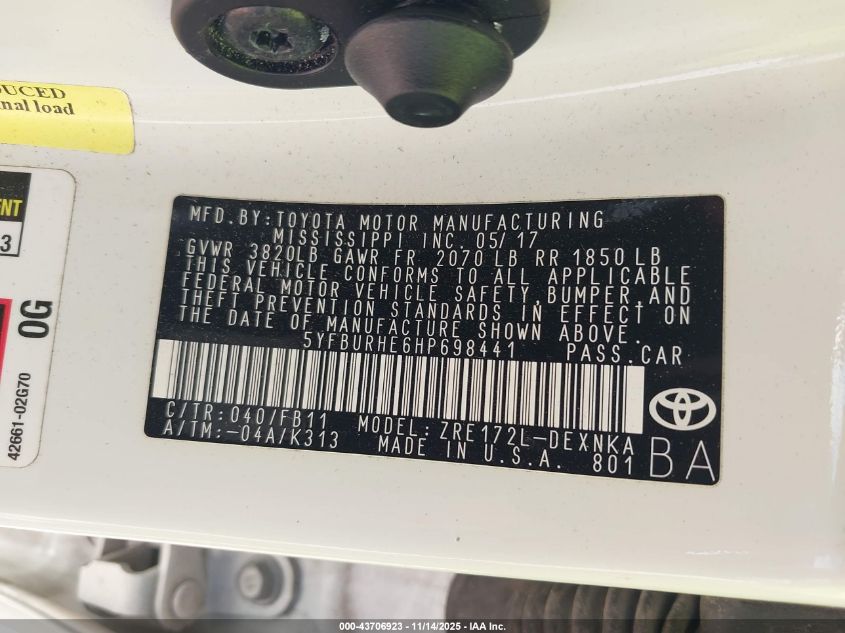 DUCED
nal load
ENT
3
0G
42661-02G70
MFD.BY:TOYOTA MOTOR MANUFACTURING
MISSISSIPPI INC. 05/17
GVWR 3820LB GAWR FR 2070 LB RR 1850 LB
THIS VEHICLE CONFORMS TO ALL APPLICABLE
FEDERAL MOTOR VEHICLE SAFETY, BUMPER, AND
THEFT PREVENTION STANDARDS IN EFFECT ON
THE DATE OF MANUFACTURE SHOWN ABOVE.
5YFBURHE6HP698441 PASS.CAR
C/TR:040/FB11 MODEL:ZRE172L-DEXNKA
A/TM:-04A/K313 MADE IN U.S.A. 801
BA
000-43706923 - 11/14/2025 - IAA Inc.